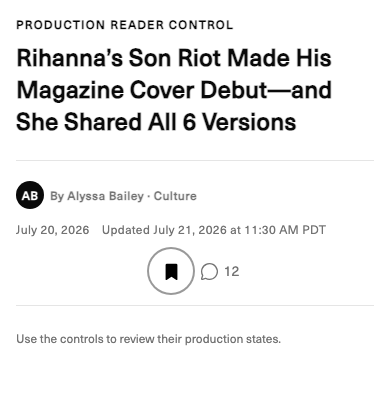 PRODUCTION READER CONTROL
Rihanna’s Son Riot Made His
Magazine Cover Debut—and
She Shared All 6 Versions
AB By Alyssa Bailey · Culture
July 20, 2026 Updated July 21, 2026 at 11:30 AM PDT
12
Use the controls to review their production states.